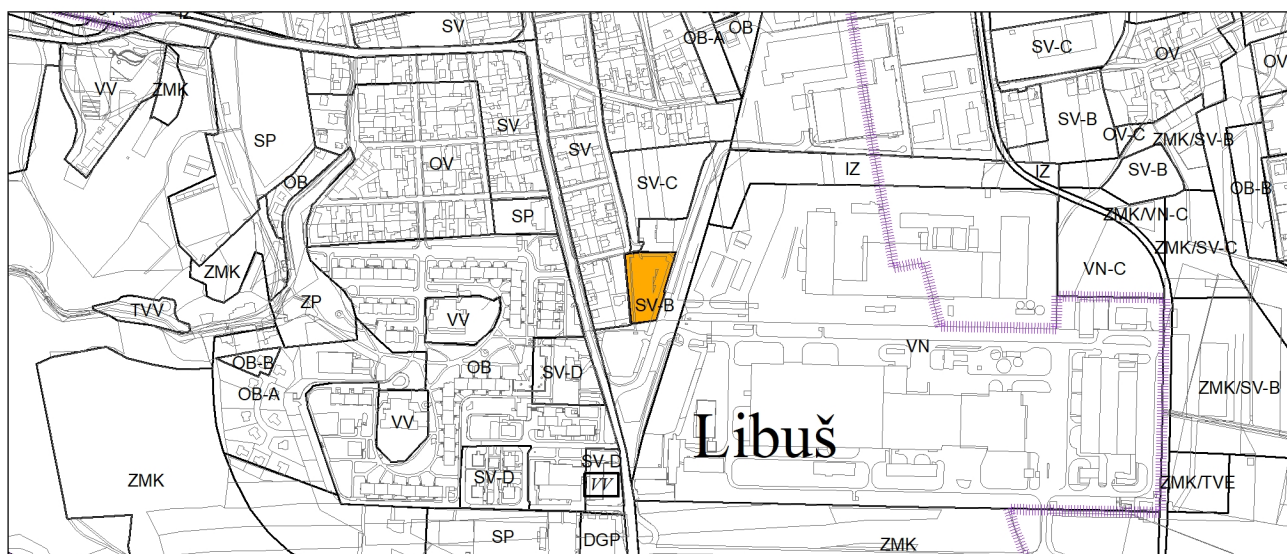 SV
OB-A
OB
SV-C
OV
OV
VV
ZMK
SP
OV
SV
SV
SV-B
OV-C
ZMK/SV-B
SV-C
IZ
IZ
SV-B
OB-B
OB
SP
ZMK/VN-C
ZMK/SV-C
ZMK
VN-C
TVV
ZP
VV
SV-B
VN
OB-B
OB
SV-D
OB-A
ZMK/SV-B
VV
Libuš
ZMK
SV-D
SV-D
VV
ZMK/TVE
SP
DGP
ZMK